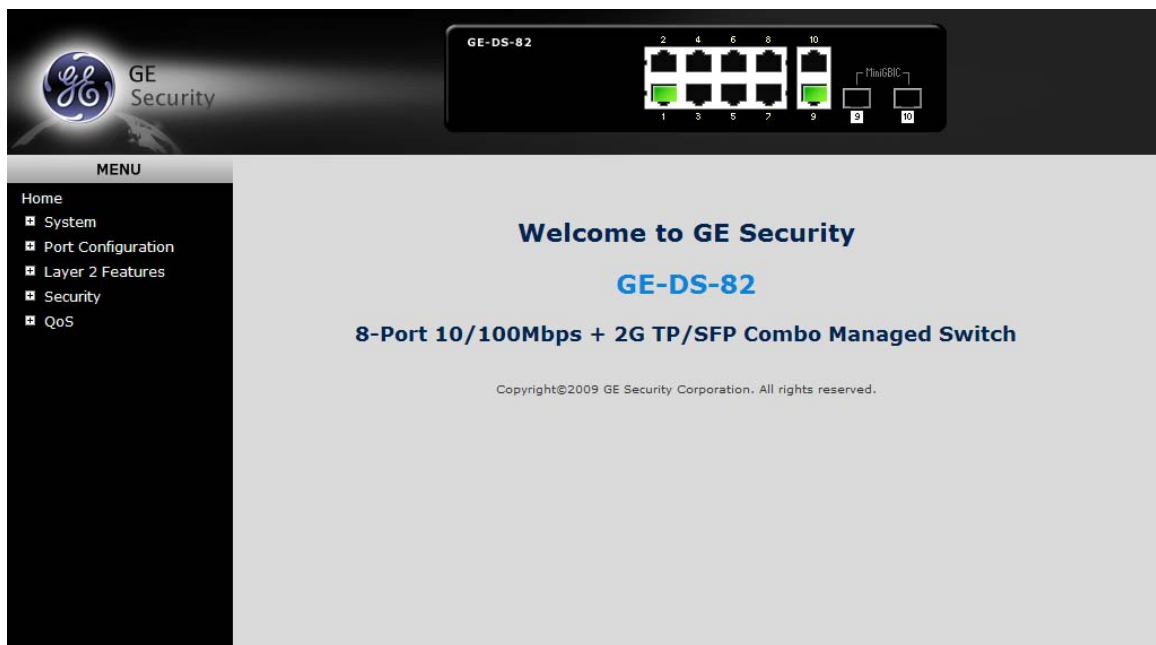 GE
Security
GE-DS-82
2 4 6 8 10
MiniGBIC
1 3 5 7 9 9 10
MENU
Home
System
Port Configuration
Layer 2 Features
Security
QoS
Welcome to GE Security
GE-DS-82
8-Port 10/100Mbps + 2G TP/SFP Combo Managed Switch
Copyright©2009 GE Security Corporation. All rights reserved.